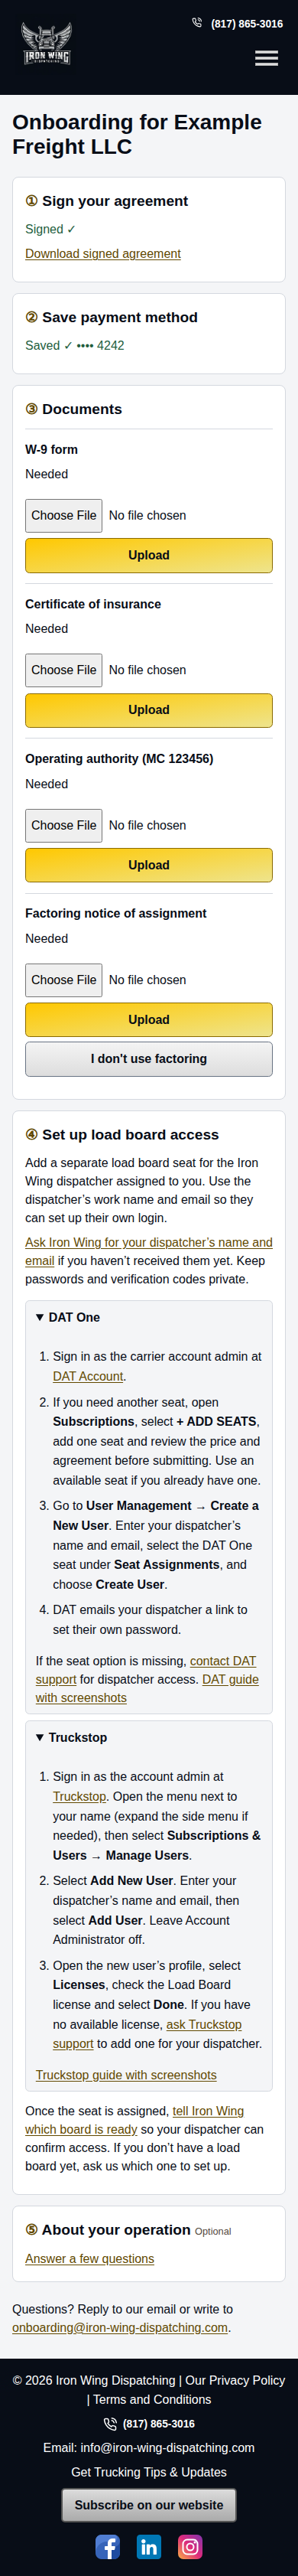 IRON WING
DISPATCHING
(817) 865-3016
Onboarding for Example
Freight LLC
① Sign your agreement
Signed ✓
Download signed agreement
② Save payment method
Saved ✓ •••• 4242
③ Documents
W-9 form
Needed
Choose File No file chosen
Upload
Certificate of insurance
Needed
Choose File No file chosen
Upload
Operating authority (MC 123456)
Needed
Choose File No file chosen
Upload
Factoring notice of assignment
Needed
Choose File No file chosen
Upload
I don't use factoring
④ Set up load board access
Add a separate load board seat for the Iron
Wing dispatcher assigned to you. Use the
dispatcher’s work name and email so they
can set up their own login.
Ask Iron Wing for your dispatcher’s name and
email if you haven’t received them yet. Keep
passwords and verification codes private.
▼ DAT One
1. Sign in as the carrier account admin at
DAT Account.
2. If you need another seat, open
Subscriptions, select + ADD SEATS,
add one seat and review the price and
agreement before submitting. Use an
available seat if you already have one.
3. Go to User Management → Create a
New User. Enter your dispatcher’s
name and email, select the DAT One
seat under Seat Assignments, and
choose Create User.
4. DAT emails your dispatcher a link to
set their own password.
If the seat option is missing, contact DAT
support for dispatcher access. DAT guide
with screenshots
▼ Truckstop
1. Sign in as the account admin at
Truckstop. Open the menu next to
your name (expand the side menu if
needed), then select Subscriptions &
Users → Manage Users.
2. Select Add New User. Enter your
dispatcher’s name and email, then
select Add User. Leave Account
Administrator off.
3. Open the new user’s profile, select
Licenses, check the Load Board
license and select Done. If you have
no available license, ask Truckstop
support to add one for your dispatcher.
Truckstop guide with screenshots
Once the seat is assigned, tell Iron Wing
which board is ready so your dispatcher can
confirm access. If you don’t have a load
board yet, ask us which one to set up.
⑤ About your operation Optional
Answer a few questions
Questions? Reply to our email or write to
onboarding@iron-wing-dispatching.com.
© 2026 Iron Wing Dispatching | Our Privacy Policy
| Terms and Conditions
(817) 865-3016
Email: info@iron-wing-dispatching.com
Get Trucking Tips & Updates
Subscribe on our website